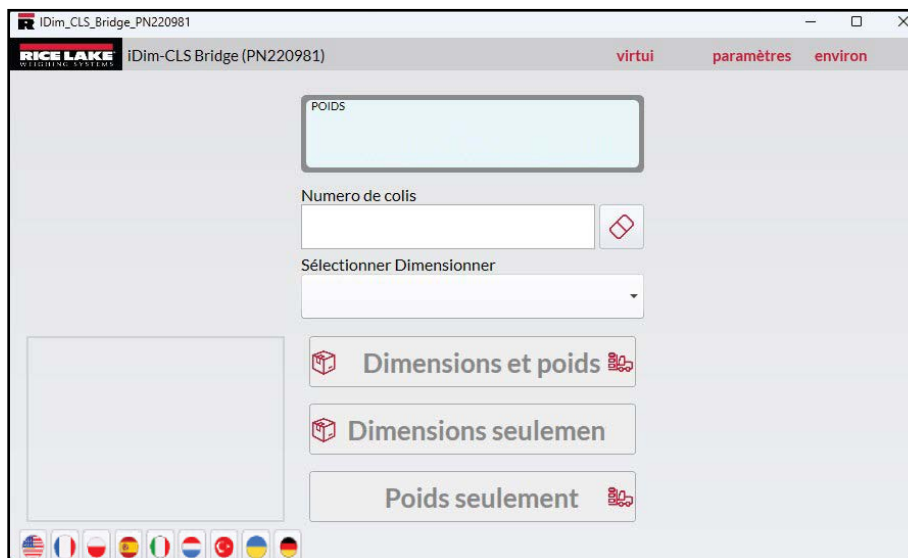 IDim_CLS_Bridge_PN220981
RICE LAKE
WEIGHING SYSTEMS
iDim-CLS Bridge (PN220981)
virtui
paramètres
environ
POIDS
Numero de colis
Sélectionner Dimensionner
Dimensions et poids
Dimensions seulemen
Poids seulement